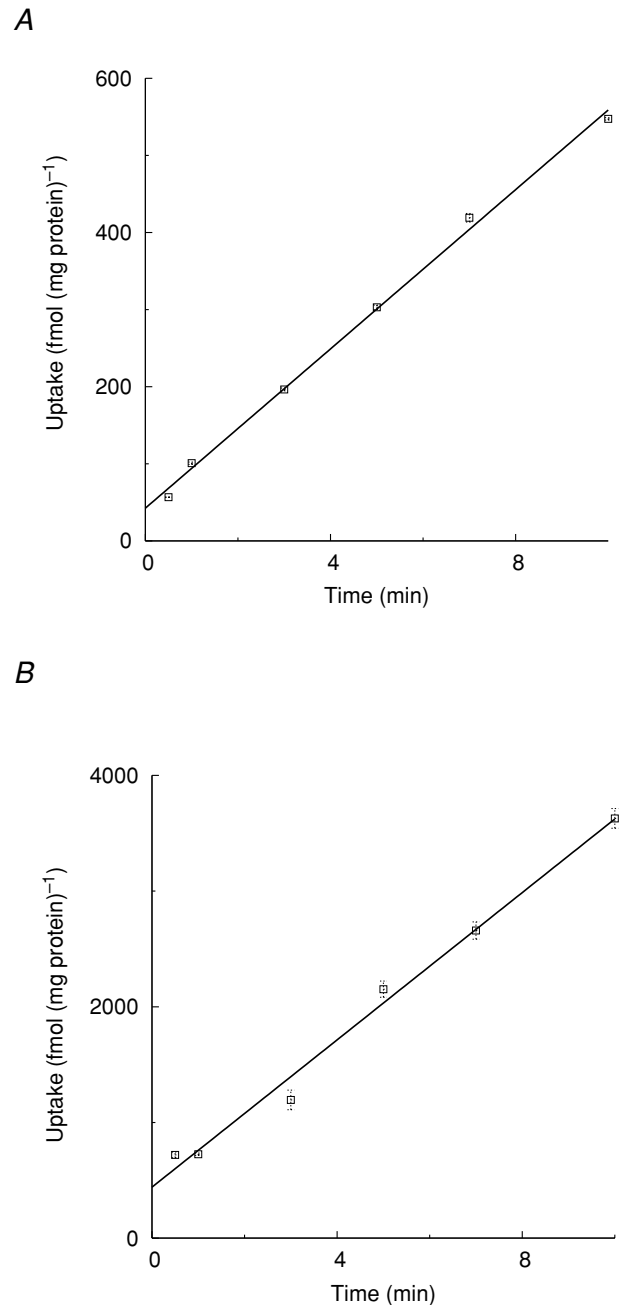 A
600
400
200
0
Uptake (fmol (mg protein)⁻¹)
0 4 8
Time (min)
B
4000
2000
0
Uptake (fmol (mg protein)⁻¹)
0 4 8
Time (min)